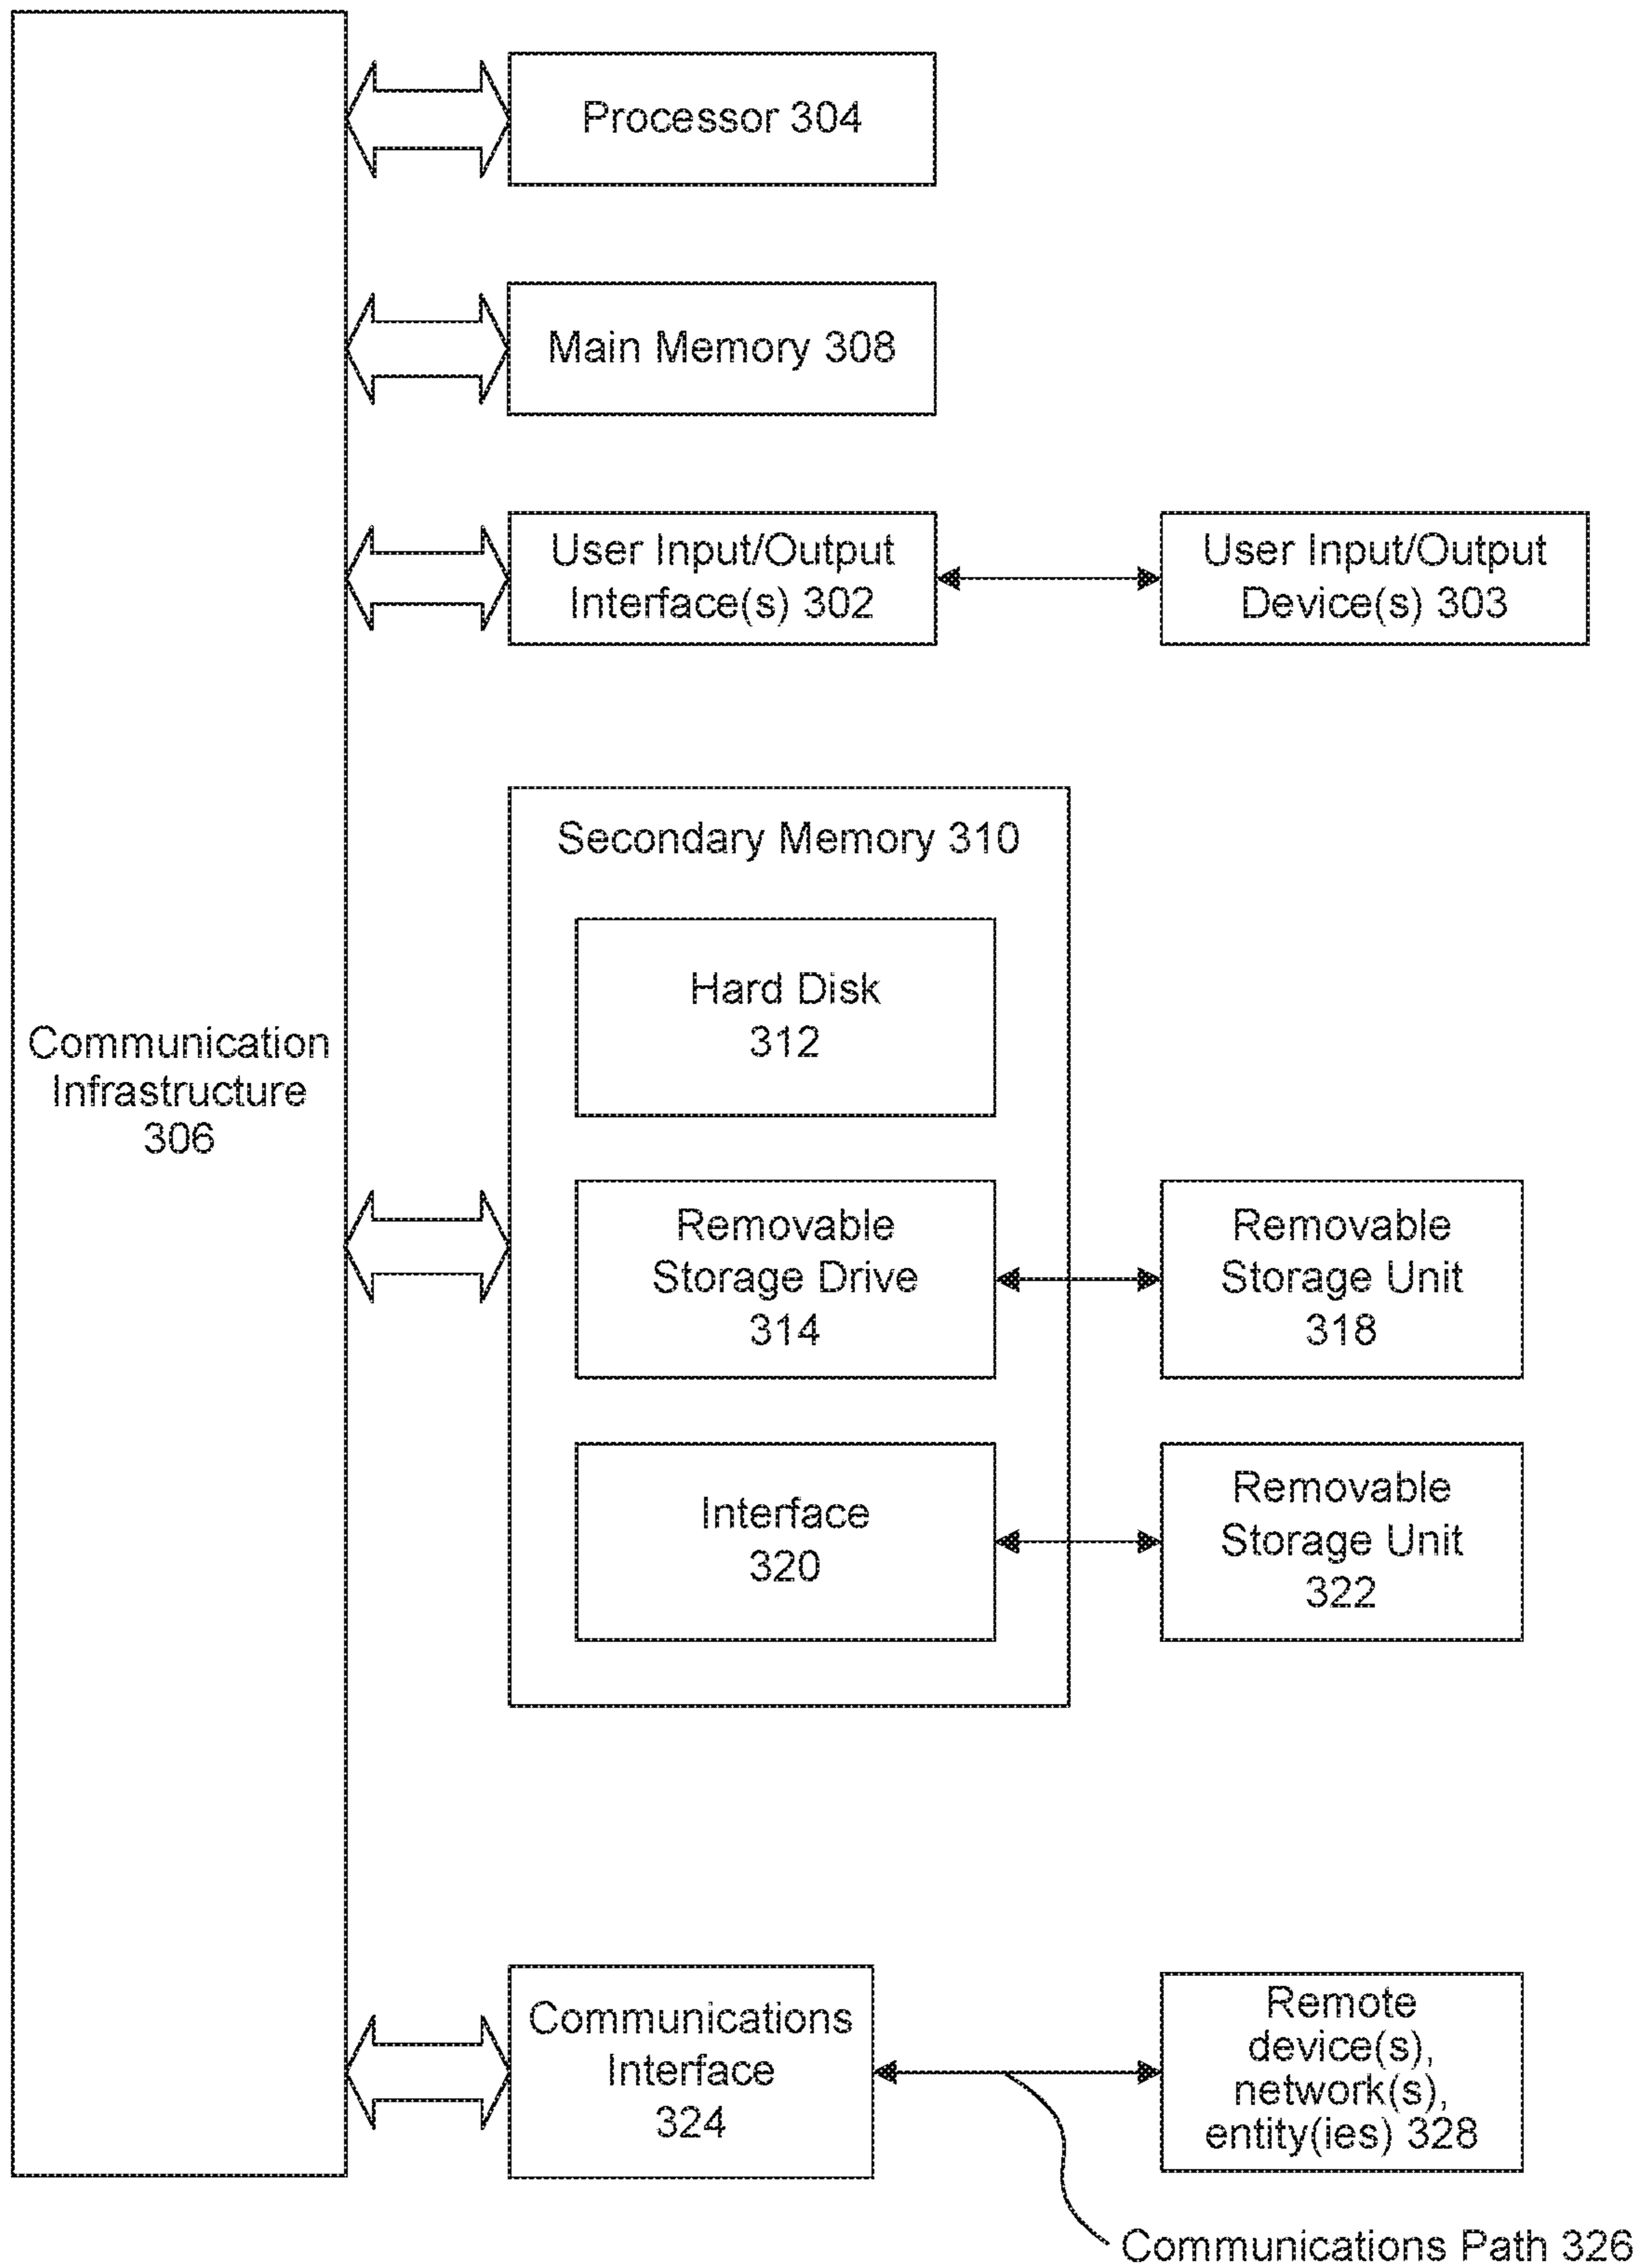 Processor 304
Main Memory 308
User Input/Output
Interface(s) 302
User Input/Output
Device(s) 303
Secondary Memory 310
Hard Disk
312
Communication
Infrastructure
306
Removable
Storage Drive
314
Removable
Storage Unit
318
Interface
320
Removable
Storage Unit
322
Communications
Interface
324
Remote
device(s),
network(s),
entity(ies) 328
Communications Path 326